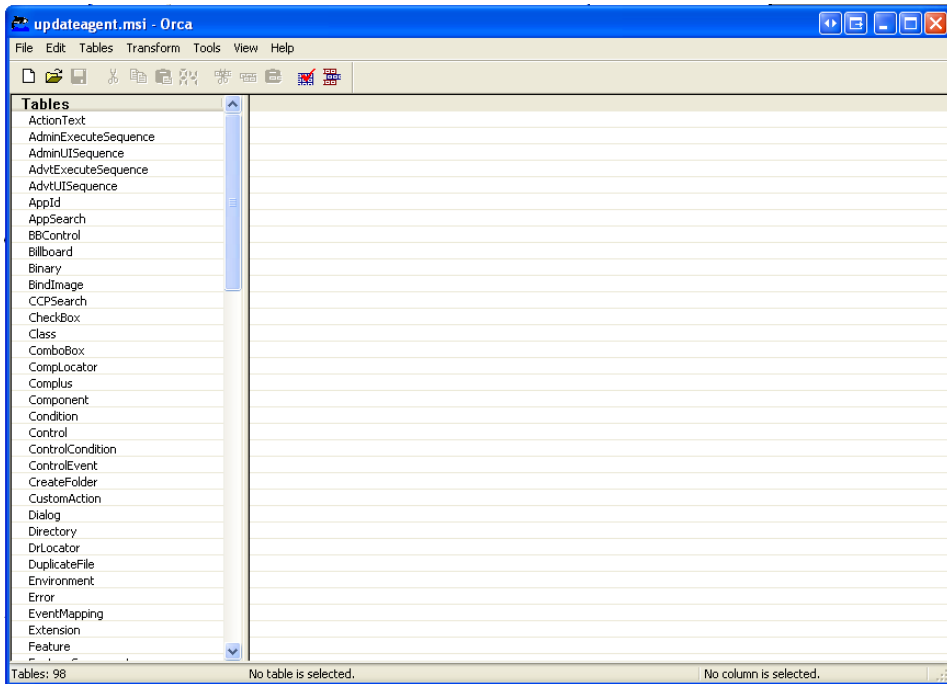 updateagent.msi - Orca
File Edit Tables Transform Tools View Help
Tables
ActionText
AdminExecuteSequence
AdminUISequence
AdvtExecuteSequence
AdvtUISequence
AppId
AppSearch
BBControl
Billboard
Binary
BindImage
CCPSearch
CheckBox
Class
ComboBox
CompLocator
Complus
Component
Condition
Control
ControlCondition
ControlEvent
CreateFolder
CustomAction
Dialog
Directory
DrLocator
DuplicateFile
Environment
Error
EventMapping
Extension
Feature
Tables: 98 No table is selected. No column is selected.